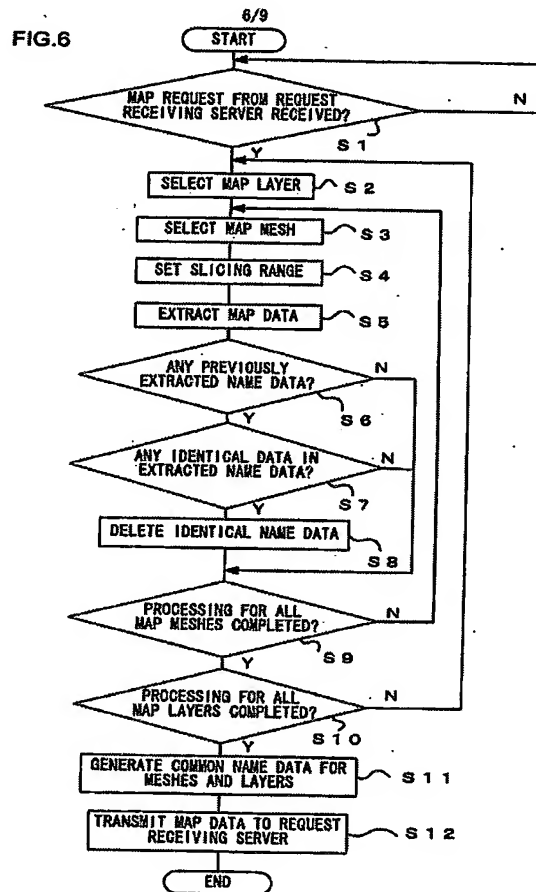 6/9
FIG.6
START
MAP REQUEST FROM REQUEST
RECEIVING SERVER RECEIVED?
N
S1
Y
SELECT MAP LAYER
S2
SELECT MAP MESH
S3
SET SLICING RANGE
S4
EXTRACT MAP DATA
S5
ANY PREVIOUSLY
EXTRACTED NAME DATA?
N
S6
Y
ANY IDENTICAL DATA IN
EXTRACTED NAME DATA?
N
S7
Y
DELETE IDENTICAL NAME DATA
S8
PROCESSING FOR ALL
MAP MESHES COMPLETED?
N
S9
Y
PROCESSING FOR ALL
MAP LAYERS COMPLETED?
N
S10
Y
GENERATE COMMON NAME DATA FOR
MESHES AND LAYERS
S11
TRANSMIT MAP DATA TO REQUEST
RECEIVING SERVER
S12
END